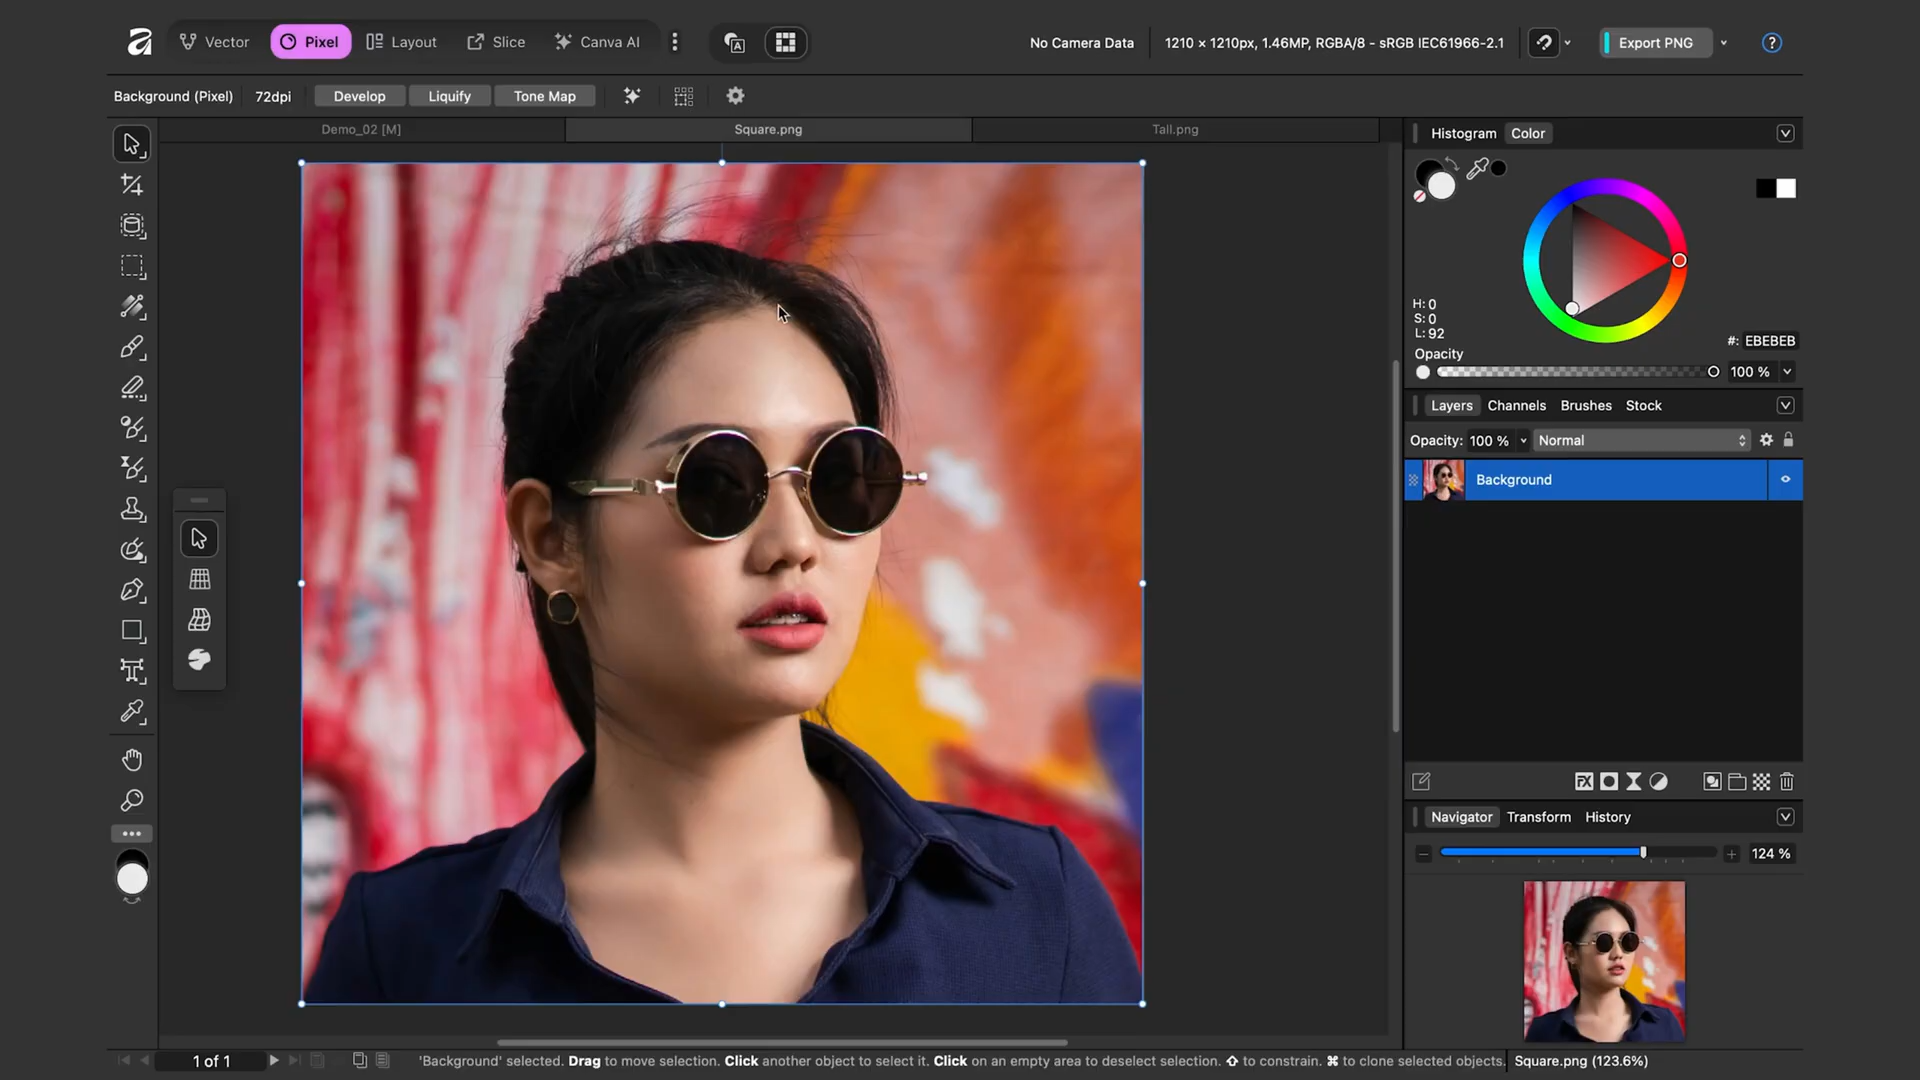 Vector Pixel Layout Slice Canva AI No Camera Data 1210 × 1210px, 1.46MP, RGBA/8 - sRGB IEC61966-2.1 Export PNG ?
Background (Pixel) 72dpi Develop Liquify Tone Map
Demo_02 [M] Square.png Tall.png
Histogram Color
H: 0
S: 0
L: 92
#: EBEBEB
Opacity
100 %
Layers Channels Brushes Stock
Opacity: 100 % Normal
Background
FX
Navigator Transform History
124 %
1 of 1 'Background' selected. Drag to move selection. Click another object to select it. Click on an empty area to deselect selection. ⇧ to constrain. ⌘ to clone selected objects. Square.png (123.6%)